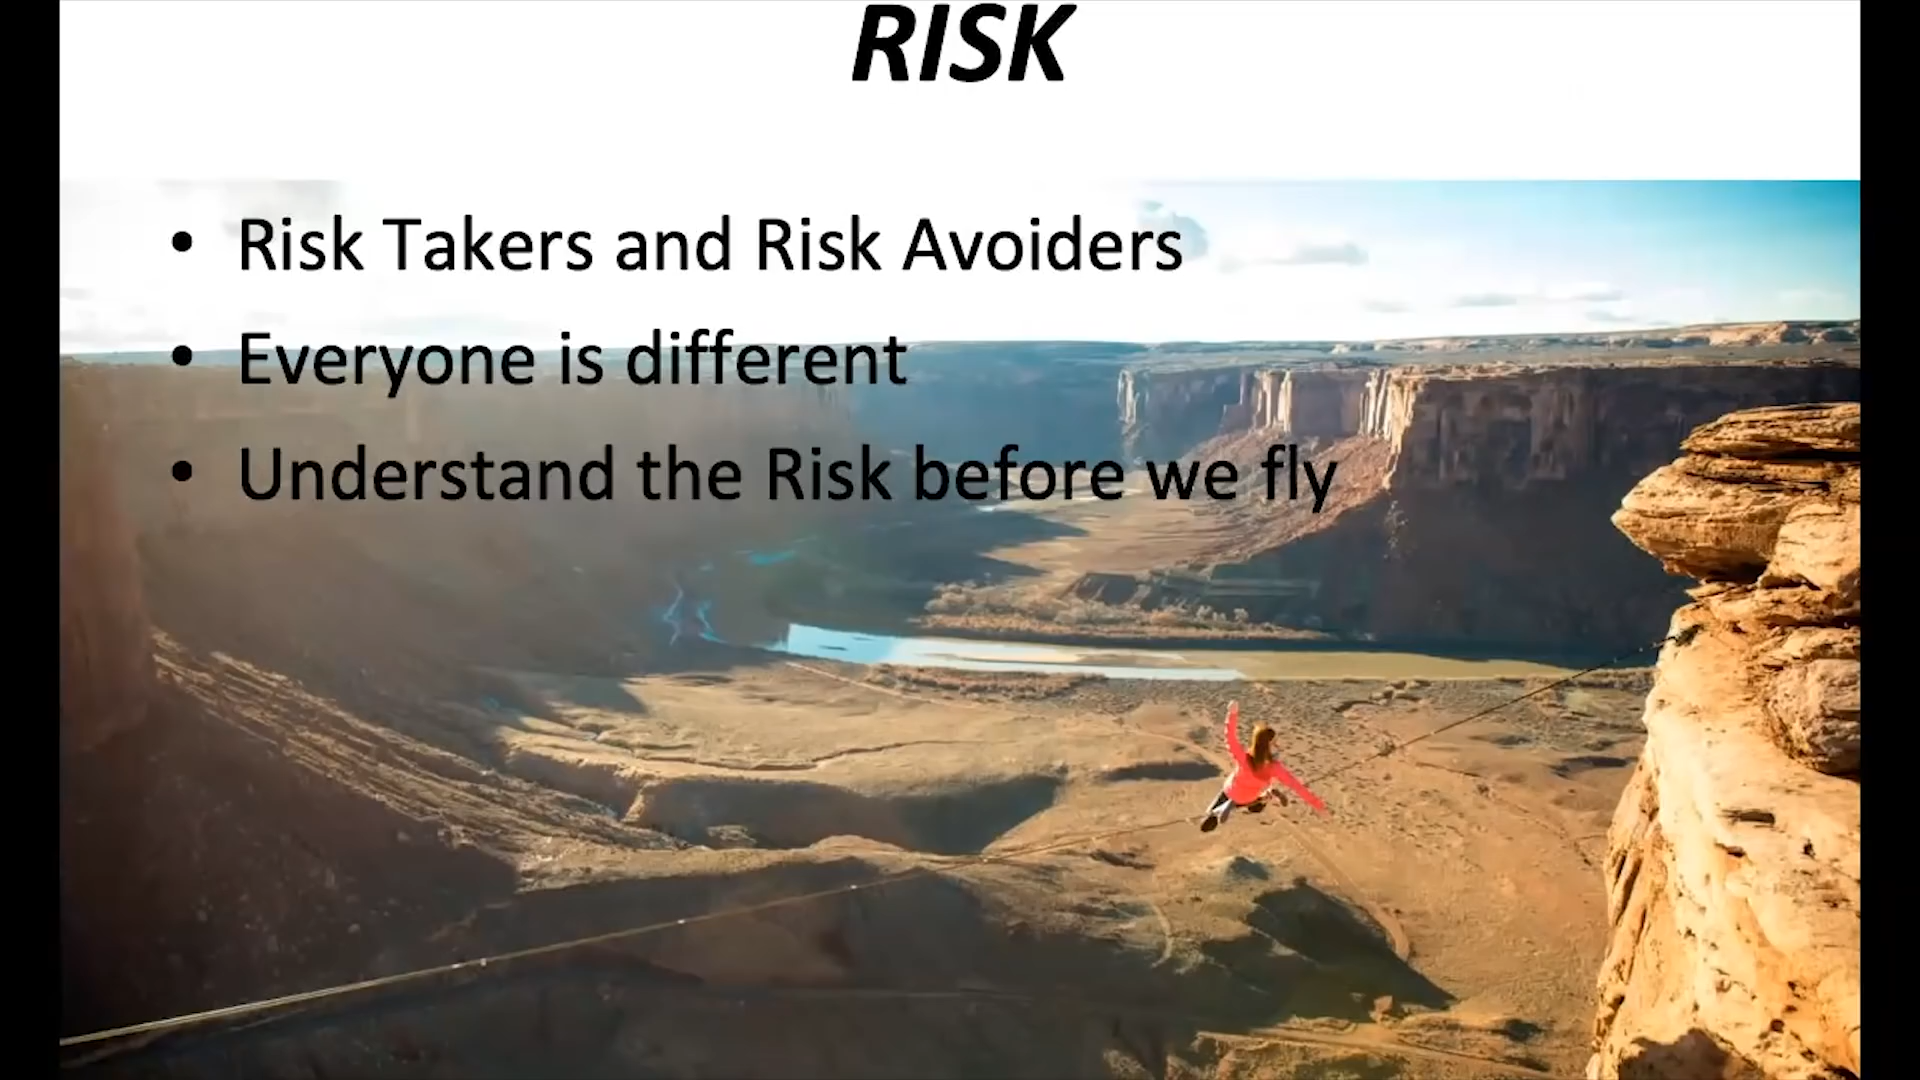 RISK
• Risk Takers and Risk Avoiders
• Everyone is different
• Understand the Risk before we fly